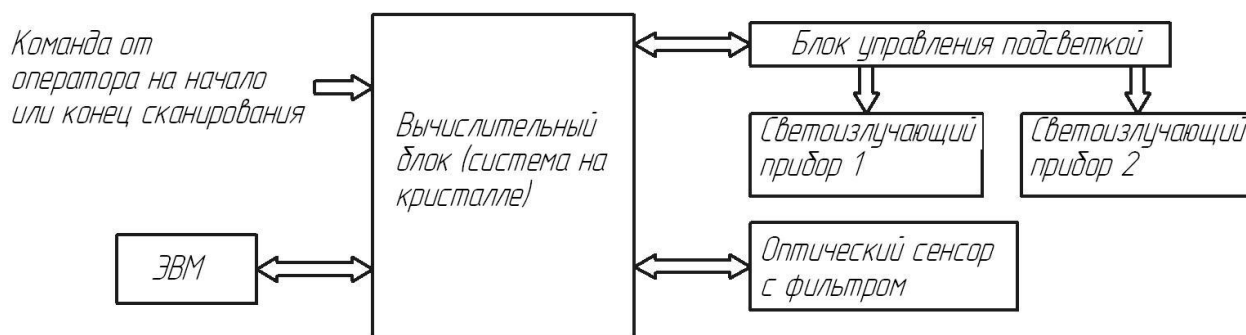 Команда от
оператора на начало
или конец сканирования
Вычислительный
блок (система на
кристалле)
ЭВМ
Блок управления подсветкой
Светоизлучающий
прибор 1
Светоизлучающий
прибор 2
Оптический сенсор
с фильтром